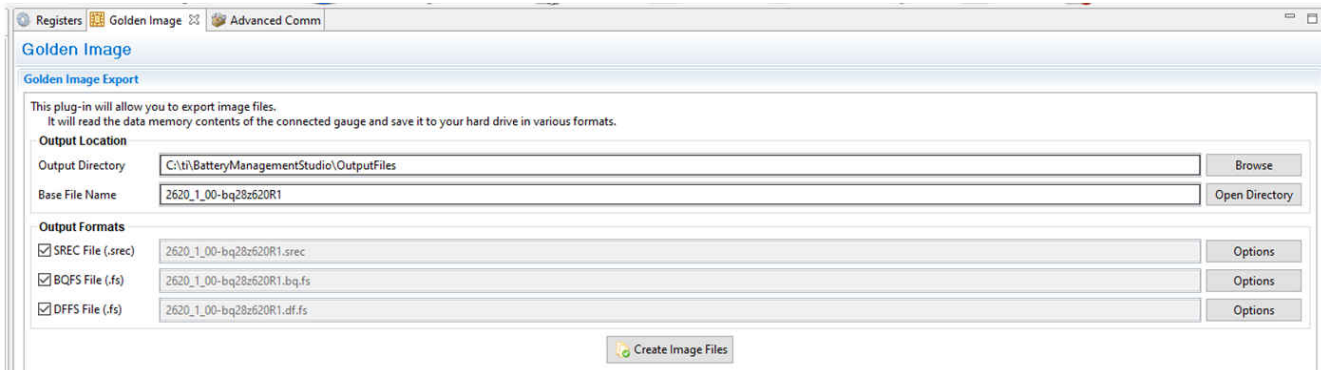 Registers Golden Image Advanced Comm
Golden Image
Golden Image Export
This plug-in will allow you to export image files.
It will read the data memory contents of the connected gauge and save it to your hard drive in various formats.
Output Location
Output Directory C:\ti\BatteryManagementStudio\OutputFiles Browse
Base File Name 2620_1_00-bq28z620R1 Open Directory
Output Formats
SREC File (.srec) 2620_1_00-bq28z620R1.srec Options
BQFS File (.fs) 2620_1_00-bq28z620R1.bq.fs Options
DFFS File (.fs) 2620_1_00-bq28z620R1.df.fs Options
Create Image Files